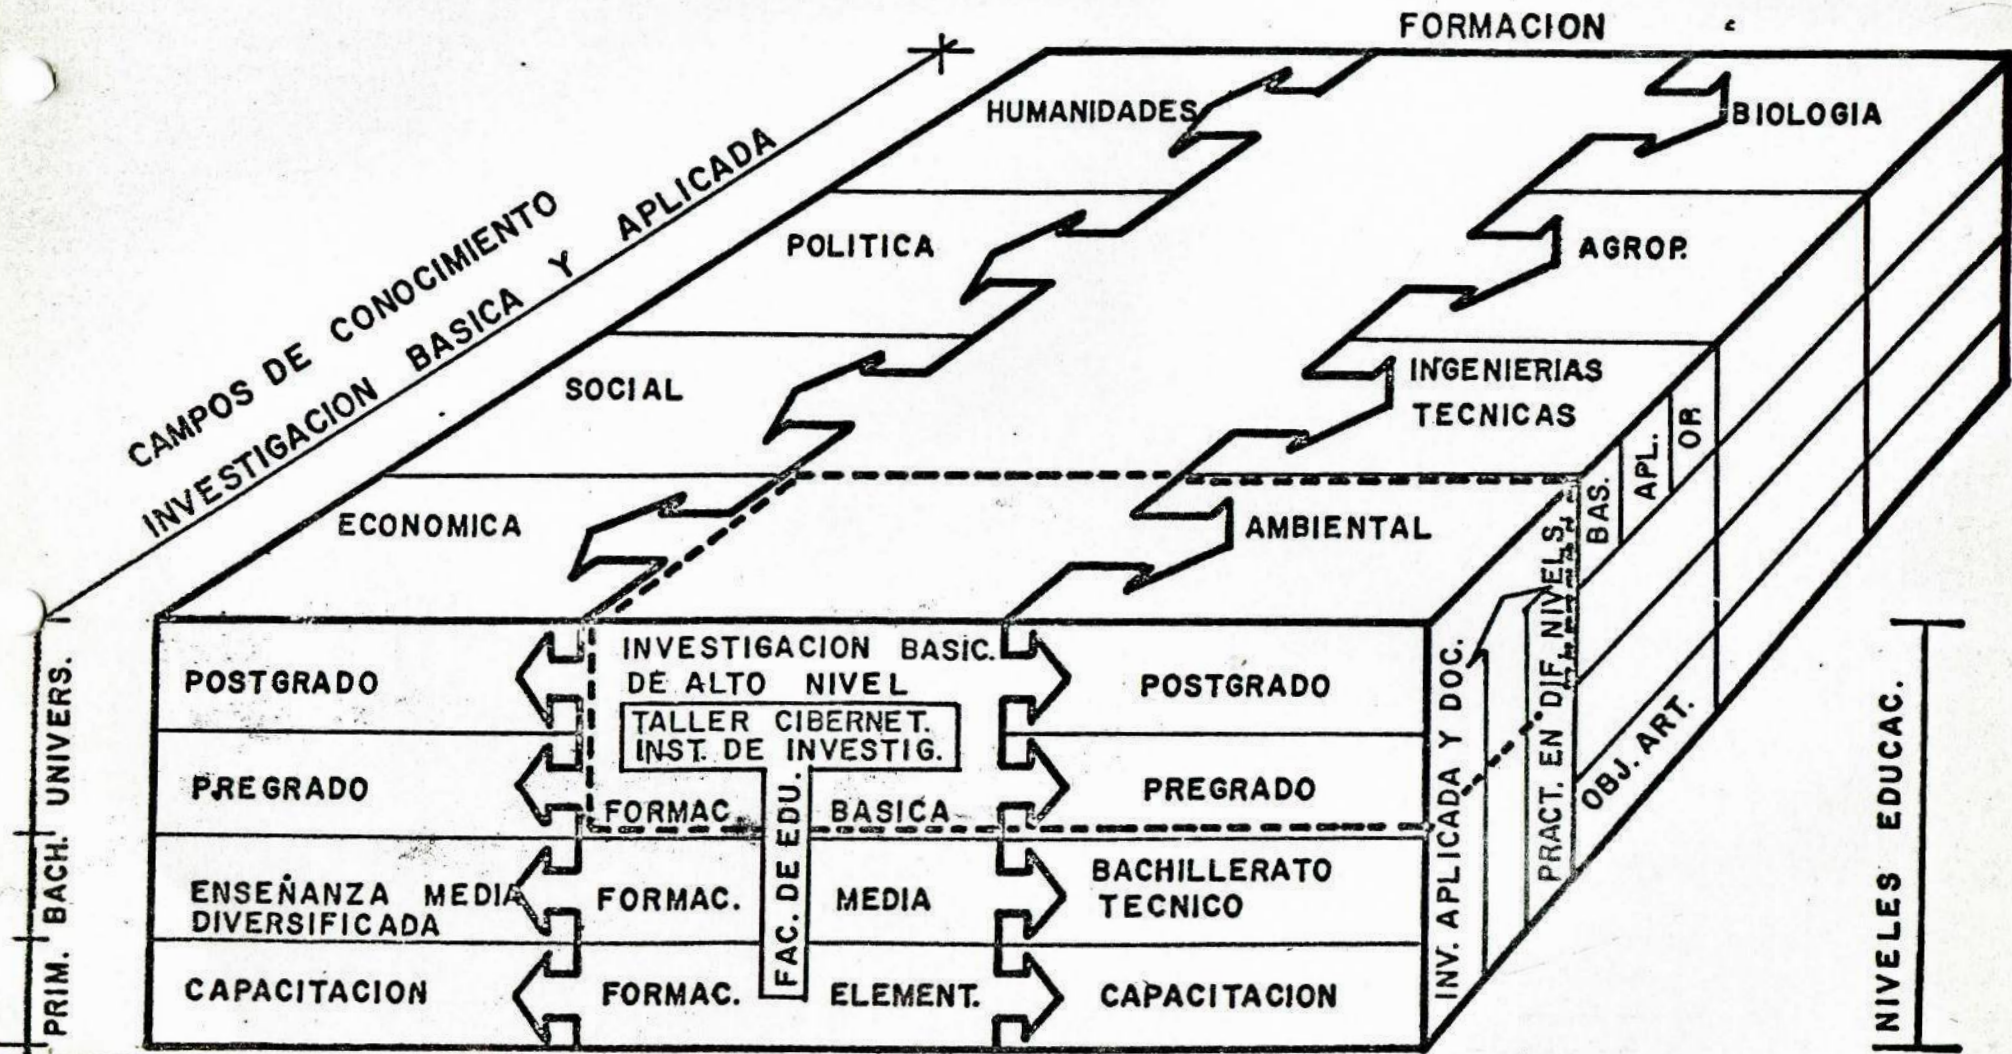 FORMACION
CAMPOS DE CONOCIMIENTO
INVESTIGACION BASICA Y APLICADA
HUMANIDADES
BIOLOGIA
POLITICA
AGROP.
SOCIAL
INGENIERIAS
TECNICAS
ECONOMICA
AMBIENTAL
BAS.
APL.
OR
PRIM. BACH. UNIVERS.
POSTGRADO
INVESTIGACION BASIC.
DE ALTO NIVEL
POSTGRADO
TALLER CIBERNET.
INST. DE INVESTIG.
FAC. DE EDU.
PREGRADO
FORMAC. BASICA
PREGRADO
ENSEÑANZA MEDIA
DIVERSIFICADA
FORMAC. MEDIA
BACHILLERATO
TECNICO
CAPACITACION
FORMAC. ELEMENT.
CAPACITACION
INV. APLICADA Y DOC.
PRACT. EN DIF. NIVELS.
OBJ. ART.
NIVELES EDUCAC.